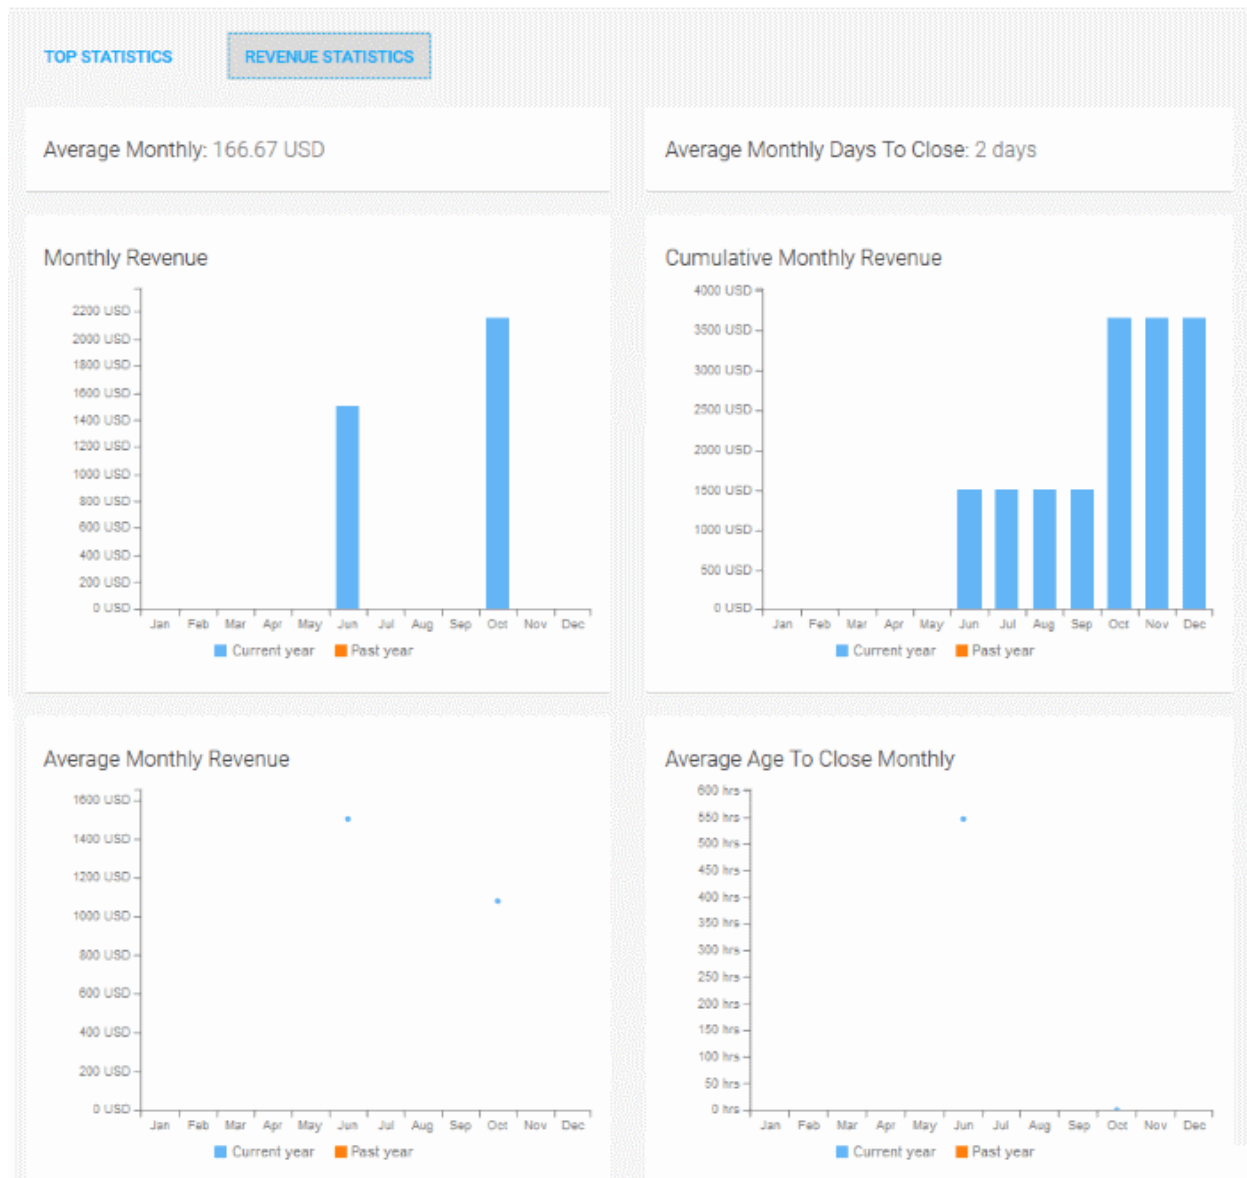 TOP STATISTICS
REVENUE STATISTICS
Average Monthly: 166.67 USD
Average Monthly Days To Close: 2 days
Monthly Revenue
2200 USD
2000 USD
1800 USD
1600 USD
1400 USD
1200 USD
1000 USD
800 USD
600 USD
400 USD
200 USD
0 USD
Jan Feb Mar Apr May Jun Jul Aug Sep Oct Nov Dec
Current year Past year
Cumulative Monthly Revenue
4000 USD
3500 USD
3000 USD
2500 USD
2000 USD
1500 USD
1000 USD
500 USD
0 USD
Jan Feb Mar Apr May Jun Jul Aug Sep Oct Nov Dec
Current year Past year
Average Monthly Revenue
1600 USD
1400 USD
1200 USD
1000 USD
800 USD
600 USD
400 USD
200 USD
0 USD
Jan Feb Mar Apr May Jun Jul Aug Sep Oct Nov Dec
Current year Past year
Average Age To Close Monthly
600 hrs
550 hrs
500 hrs
450 hrs
400 hrs
350 hrs
300 hrs
250 hrs
200 hrs
150 hrs
100 hrs
50 hrs
0 hrs
Jan Feb Mar Apr May Jun Jul Aug Sep Oct Nov Dec
Current year Past year